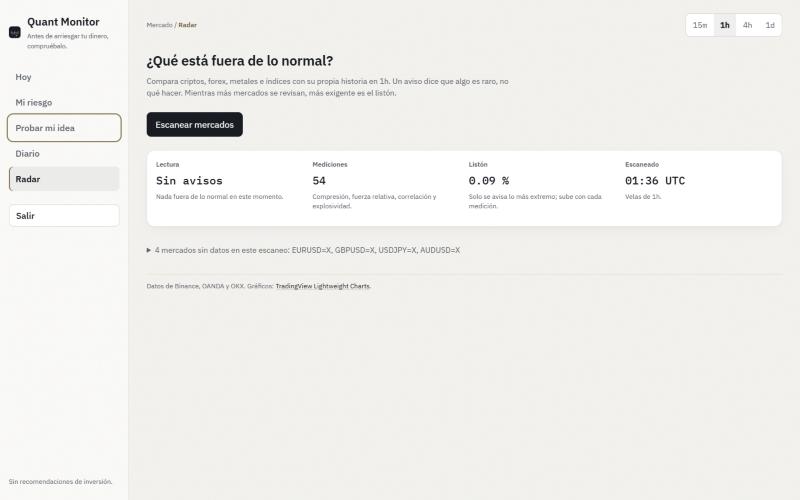 Quant Monitor
Antes de arriesgar tu dinero,
compruébalo.
Hoy
Mi riesgo
Probar mi idea
Diario
Radar
Salir
Sin recomendaciones de inversión.
Mercado / Radar
15m 1h 4h 1d
¿Qué está fuera de lo normal?
Compara criptos, forex, metales e índices con su propia historia en 1h. Un aviso dice que algo es raro, no
qué hacer. Mientras más mercados se revisan, más exigente es el listón.
Escanear mercados
Lectura
Sin avisos
Nada fuera de lo normal en este momento.
Mediciones
54
Compresión, fuerza relativa, correlación y
explosividad.
Listón
0.09 %
Solo se avisa lo más extremo; sube con cada
medición.
Escaneado
01:36 UTC
Velas de 1h.
4 mercados sin datos en este escaneo: EURUSD=X, GBPUSD=X, USDJPY=X, AUDUSD=X
Datos de Binance, OANDA y OKX. Gráficos: TradingView Lightweight Charts.